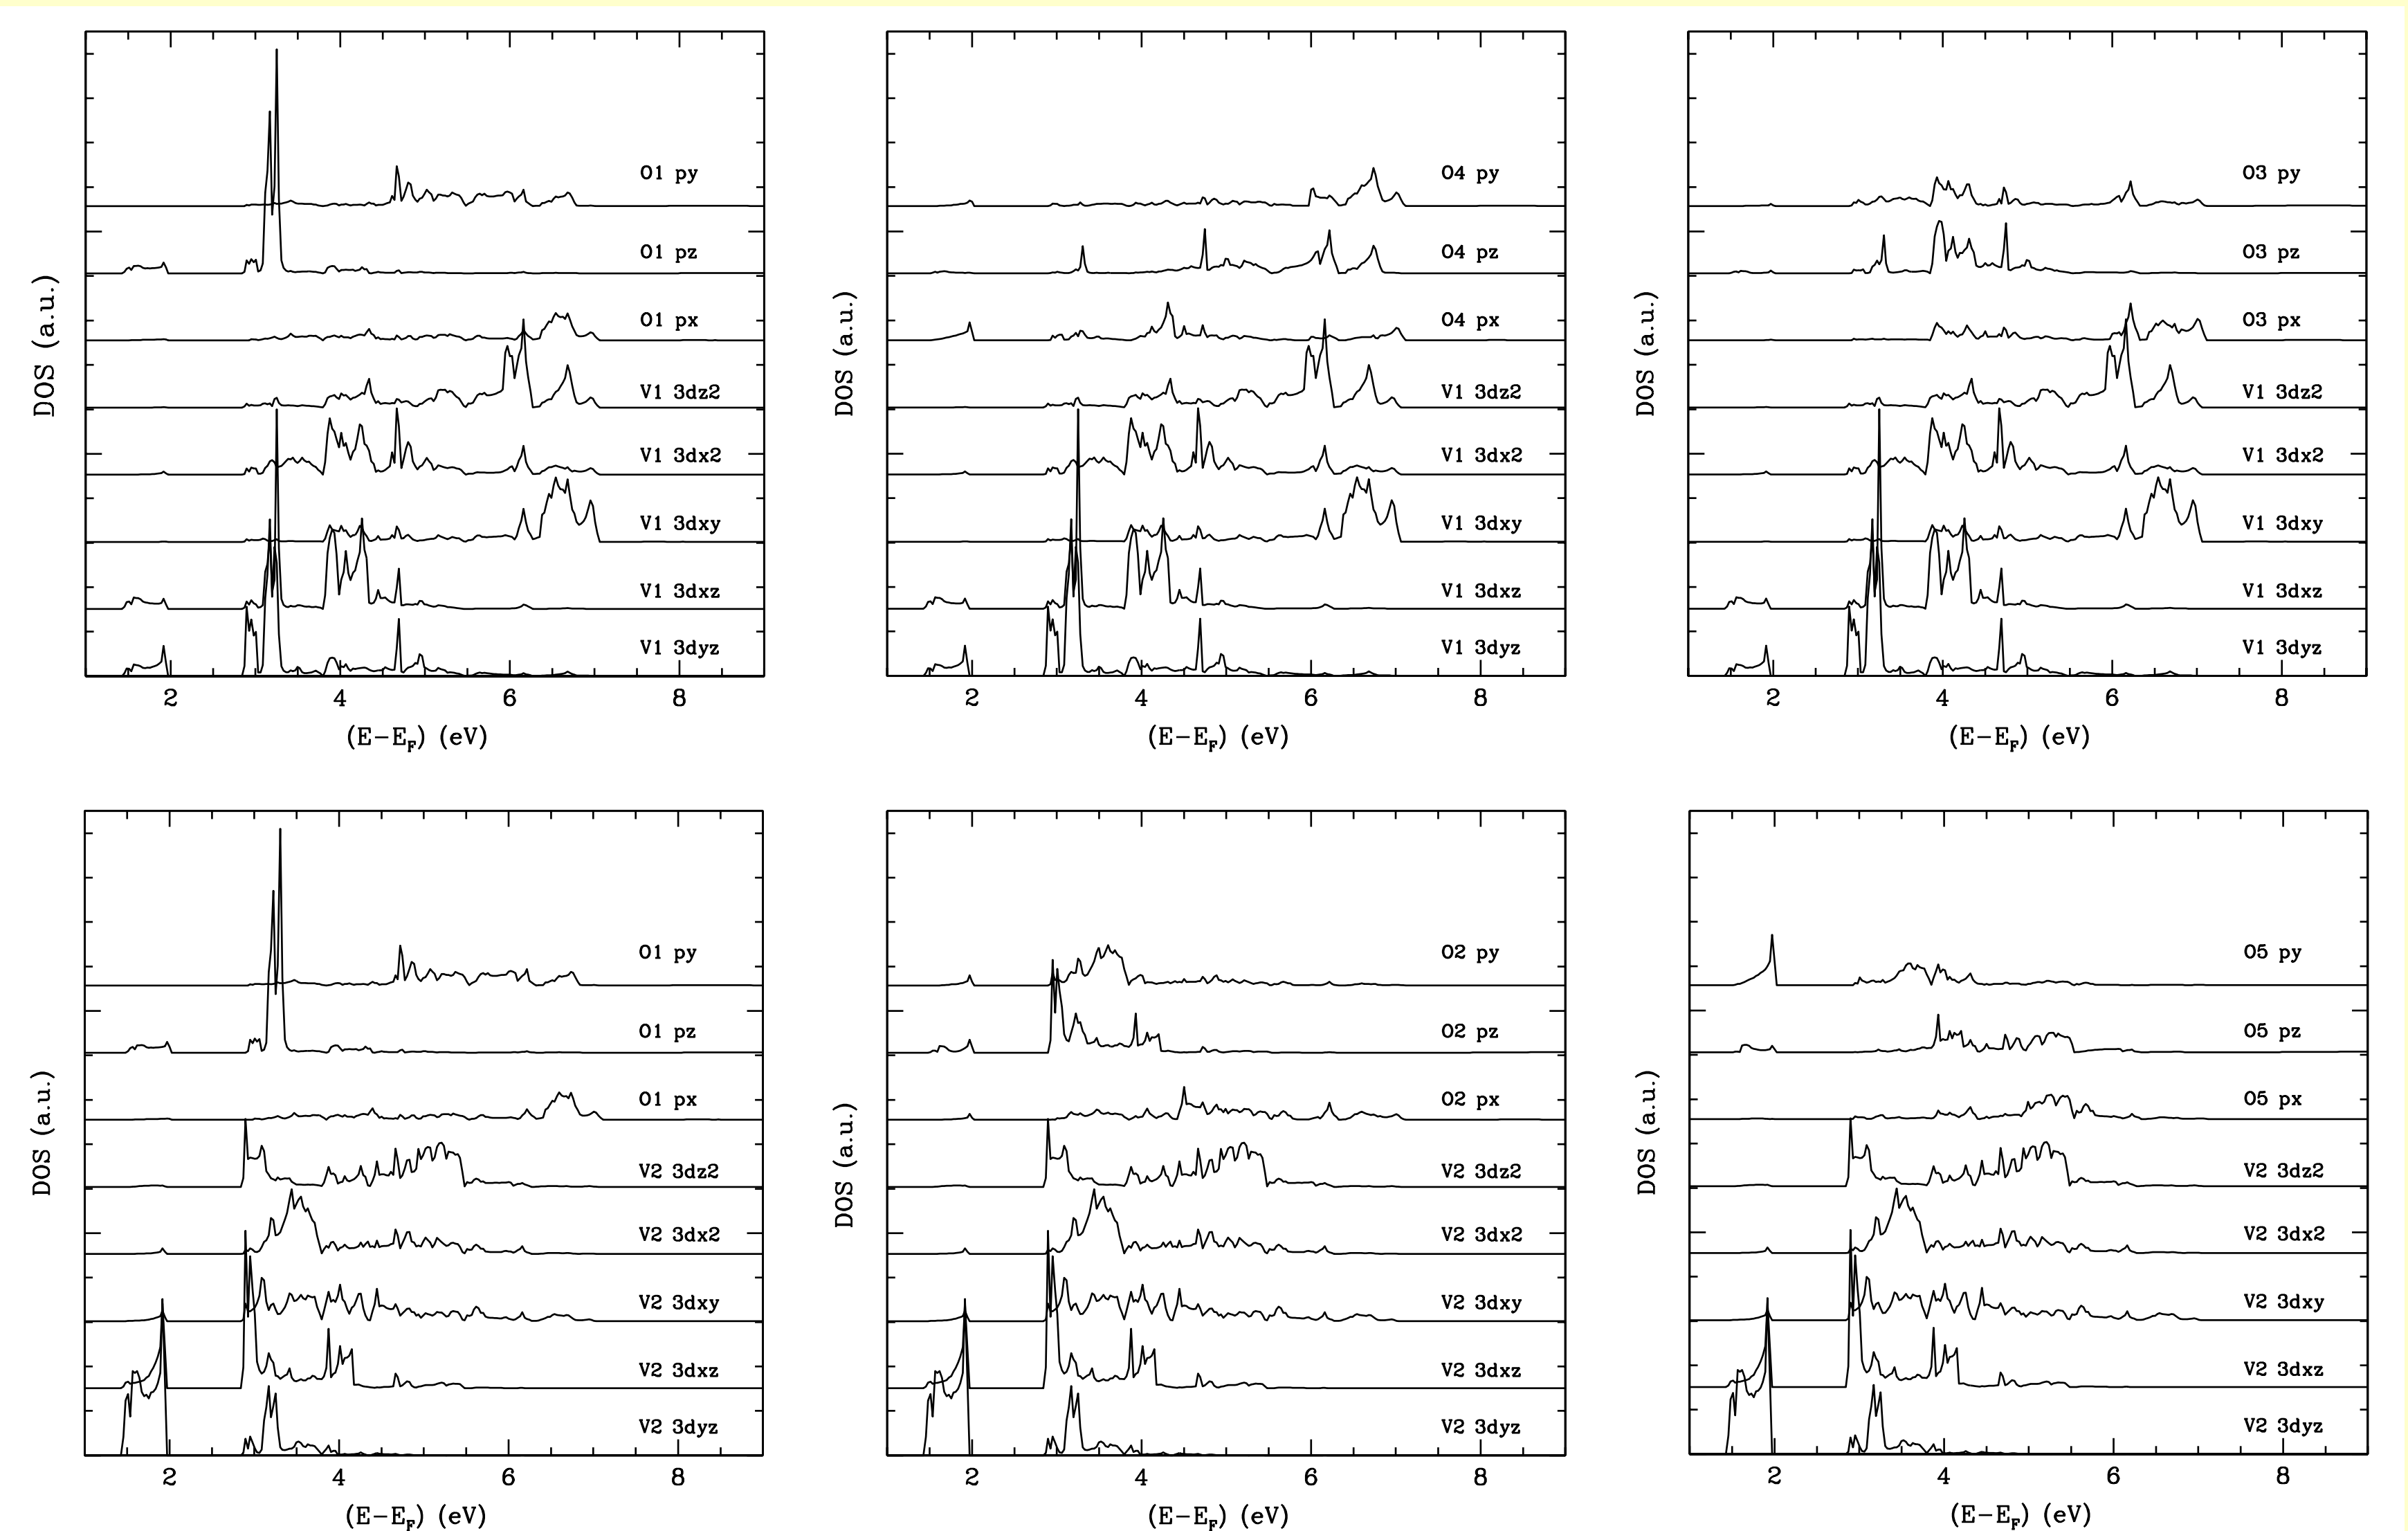 DOS (a.u.)
O1 py
O1 pz
O1 px
V1 3dz2
V1 3dx2
V1 3dxy
V1 3dxz
V1 3dyz
2 4 6 8
(E−E_F) (eV)
DOS (a.u.)
O4 py
O4 pz
O4 px
V1 3dz2
V1 3dx2
V1 3dxy
V1 3dxz
V1 3dyz
2 4 6 8
(E−E_F) (eV)
DOS (a.u.)
O3 py
O3 pz
O3 px
V1 3dz2
V1 3dx2
V1 3dxy
V1 3dxz
V1 3dyz
2 4 6 8
(E−E_F) (eV)
DOS (a.u.)
O1 py
O1 pz
O1 px
V2 3dz2
V2 3dx2
V2 3dxy
V2 3dxz
V2 3dyz
2 4 6 8
(E−E_F) (eV)
DOS (a.u.)
O2 py
O2 pz
O2 px
V2 3dz2
V2 3dx2
V2 3dxy
V2 3dxz
V2 3dyz
2 4 6 8
(E−E_F) (eV)
DOS (a.u.)
O5 py
O5 pz
O5 px
V2 3dz2
V2 3dx2
V2 3dxy
V2 3dxz
V2 3dyz
2 4 6 8
(E−E_F) (eV)